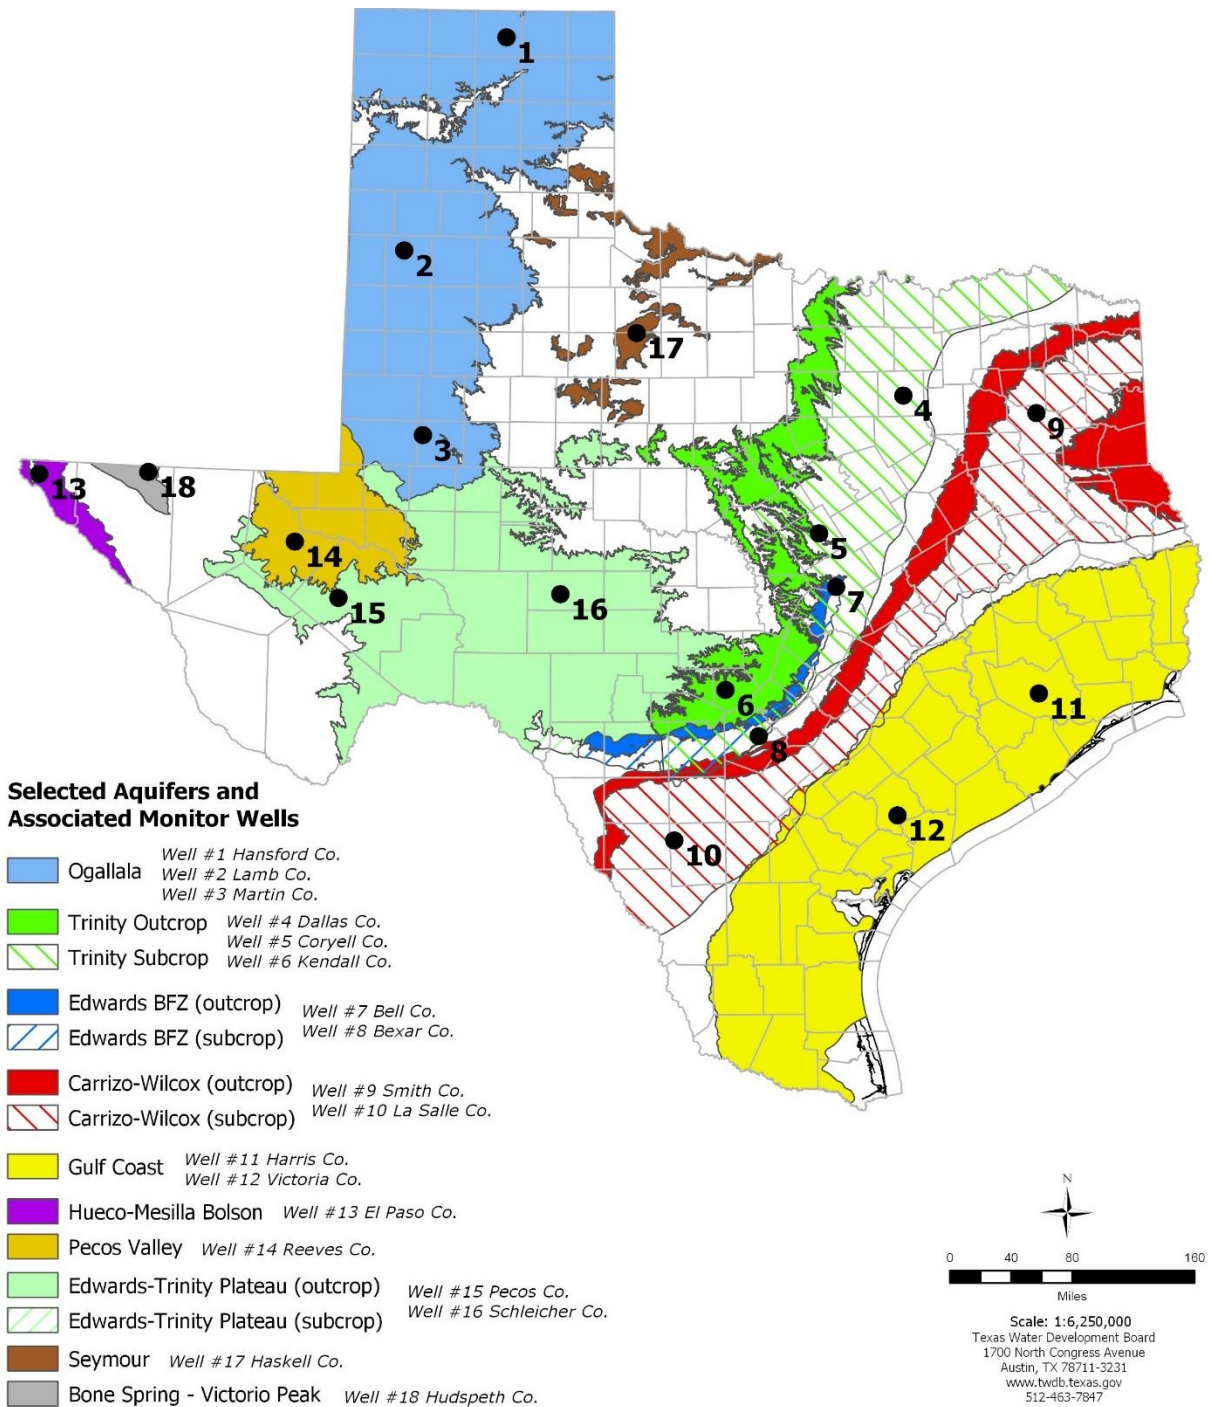 1
2
17
4
9
3
13
18
5
14
7
15
16
6
11
8
12
10
Selected Aquifers and
Associated Monitor Wells
Ogallala
Well #1 Hansford Co.
Well #2 Lamb Co.
Well #3 Martin Co.
Trinity Outcrop
Trinity Subcrop
Well #4 Dallas Co.
Well #5 Coryell Co.
Well #6 Kendall Co.
Edwards BFZ (outcrop)
Edwards BFZ (subcrop)
Well #7 Bell Co.
Well #8 Bexar Co.
Carrizo-Wilcox (outcrop)
Carrizo-Wilcox (subcrop)
Well #9 Smith Co.
Well #10 La Salle Co.
Gulf Coast
Well #11 Harris Co.
Well #12 Victoria Co.
Hueco-Mesilla Bolson Well #13 El Paso Co.
Pecos Valley Well #14 Reeves Co.
Edwards-Trinity Plateau (outcrop)
Edwards-Trinity Plateau (subcrop)
Well #15 Pecos Co.
Well #16 Schleicher Co.
Seymour Well #17 Haskell Co.
Bone Spring - Victorio Peak Well #18 Hudspeth Co.
N
0 40 80 160
Miles
Scale: 1:6,250,000
Texas Water Development Board
1700 North Congress Avenue
Austin, TX 78711-3231
www.twdb.texas.gov
512-463-7847